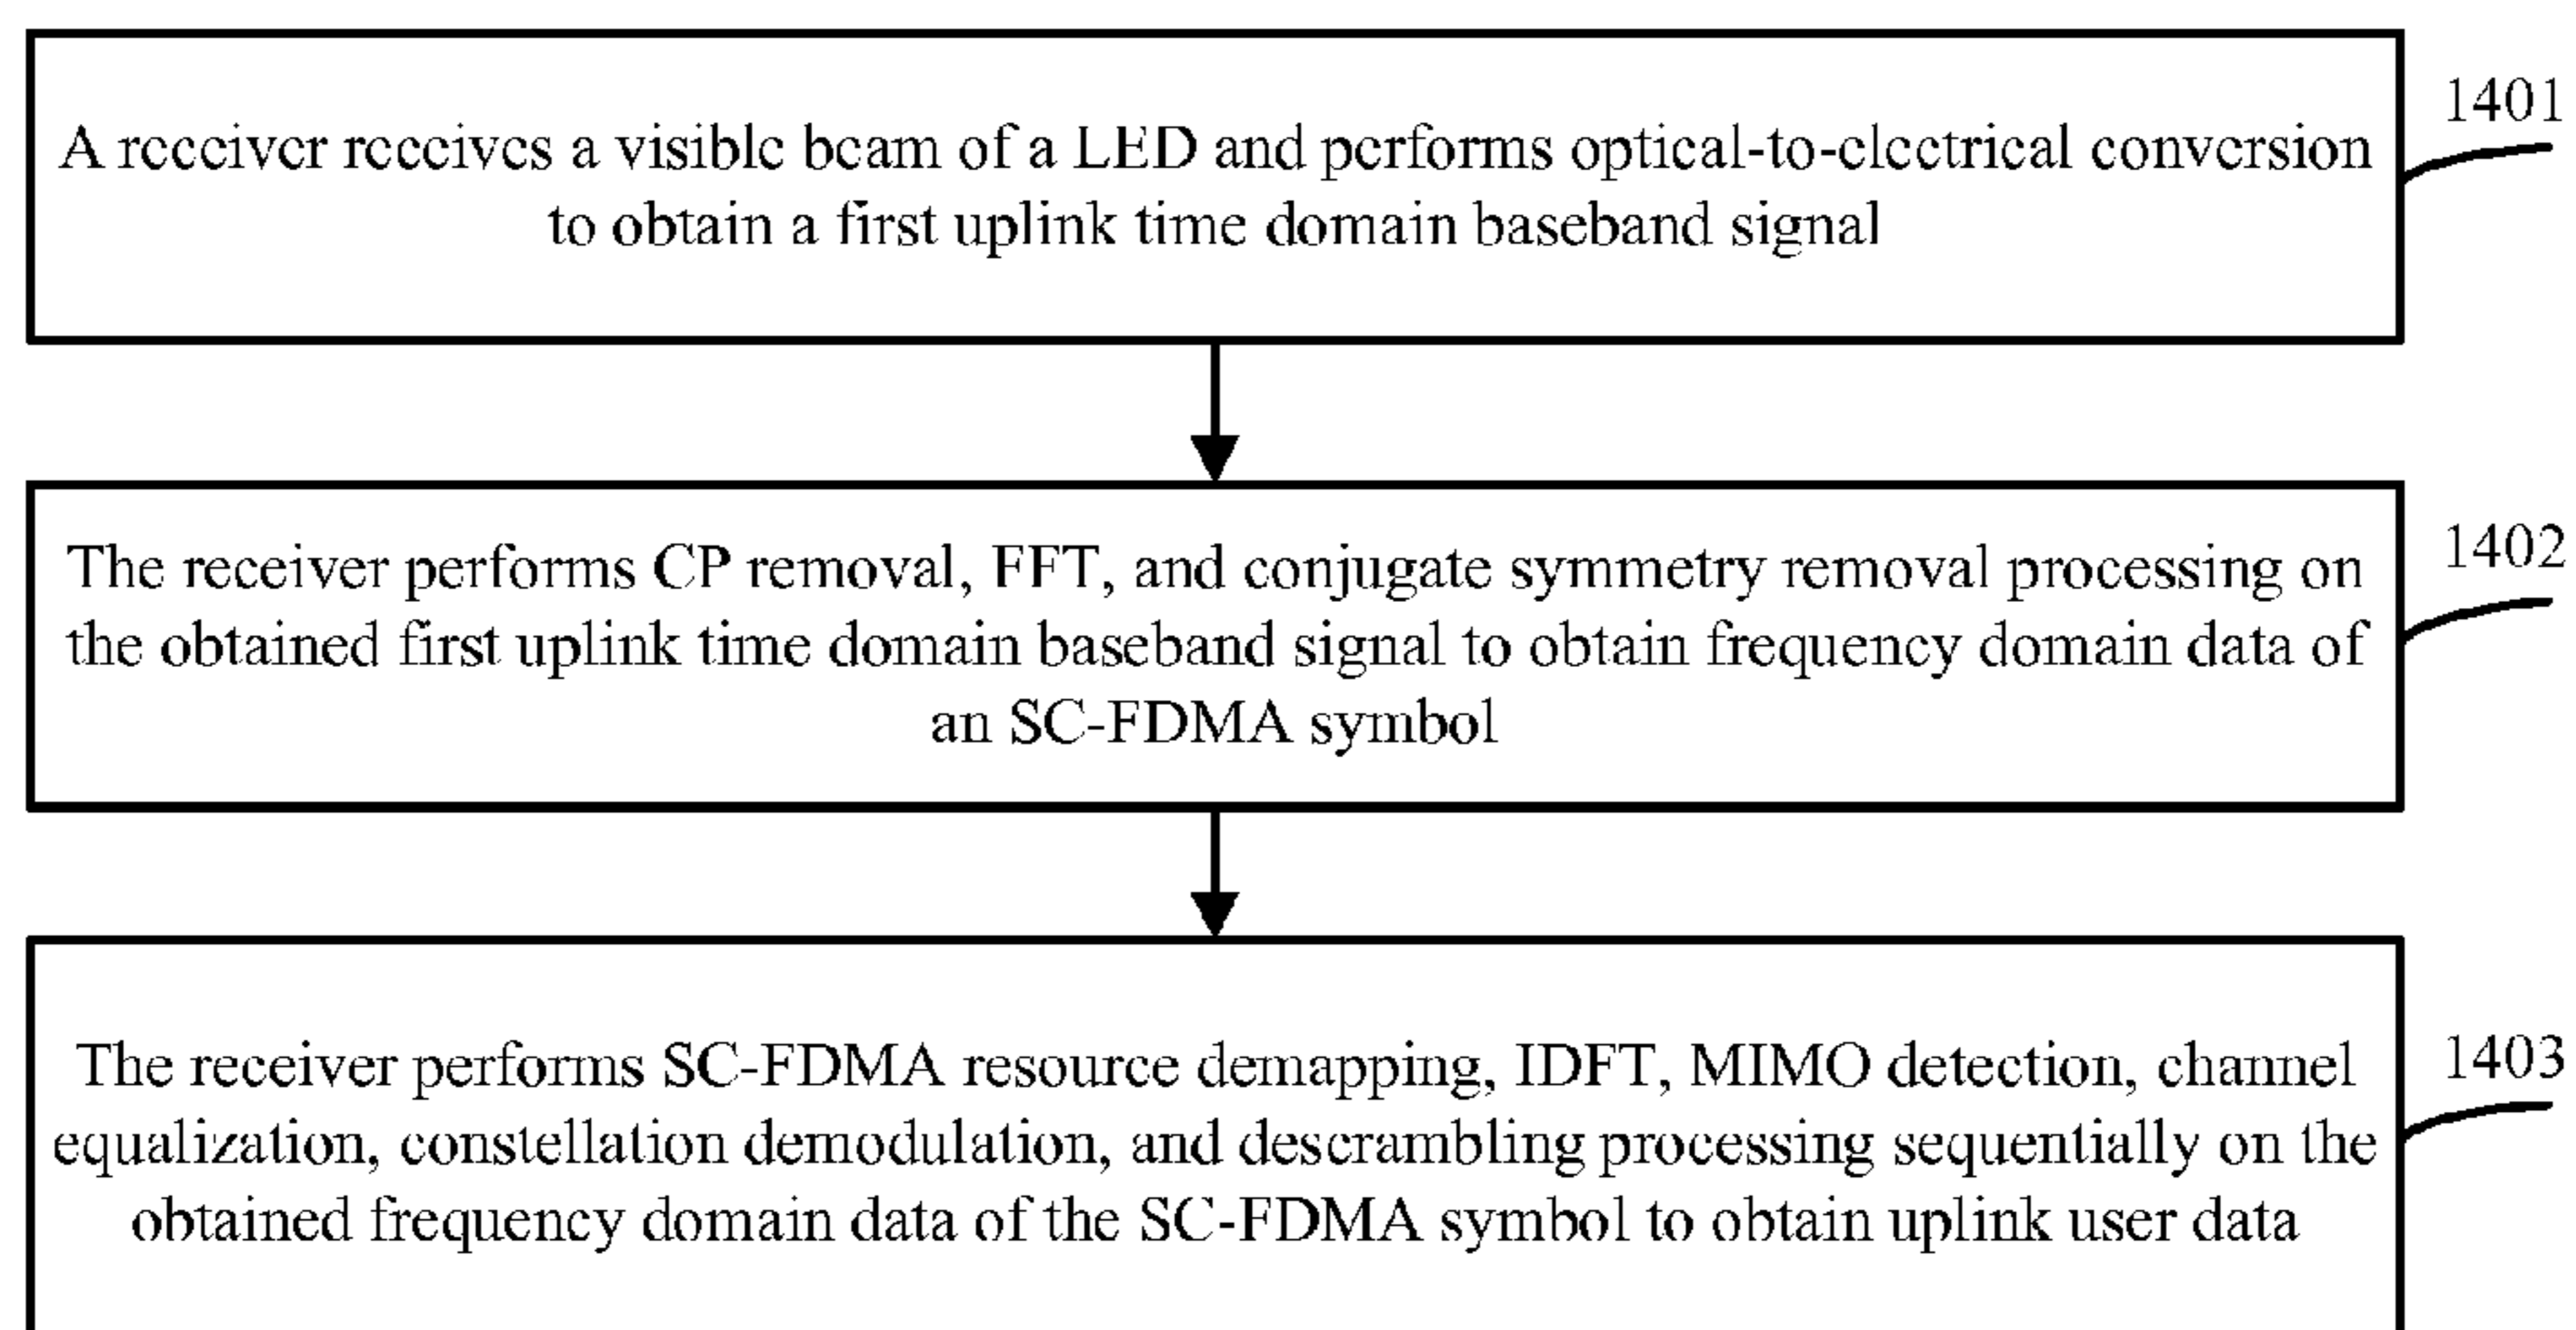 A receiver receives a visible beam of a LED and performs optical-to-electrical conversion
to obtain a first uplink time domain baseband signal
1401
The receiver performs CP removal, FFT, and conjugate symmetry removal processing on
the obtained first uplink time domain baseband signal to obtain frequency domain data of
an SC-FDMA symbol
1402
The receiver performs SC-FDMA resource demapping, IDFT, MIMO detection, channel
equalization, constellation demodulation, and descrambling processing sequentially on the
obtained frequency domain data of the SC-FDMA symbol to obtain uplink user data
1403